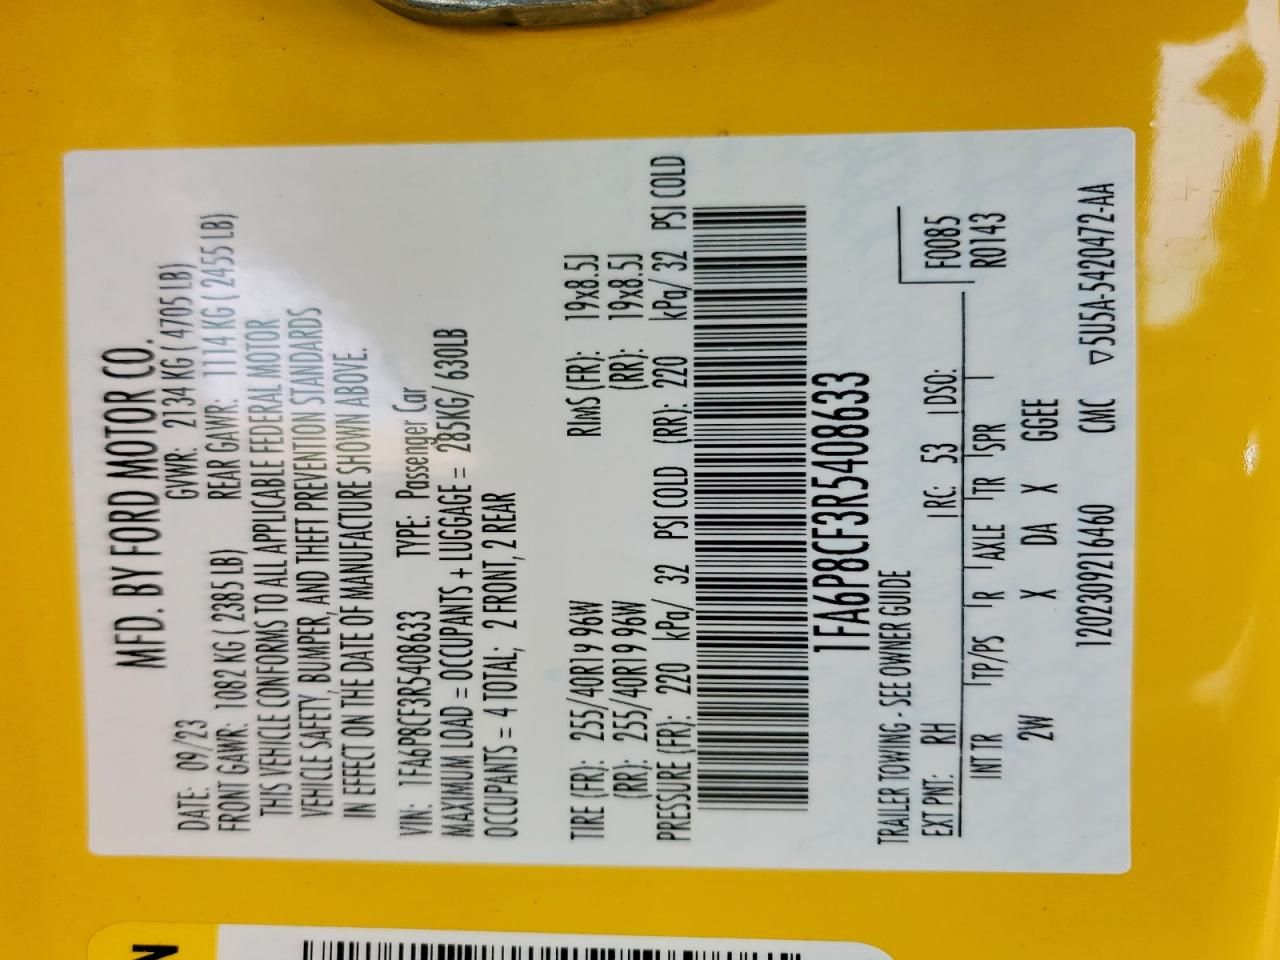 MFD. BY FORD MOTOR CO.
DATE: 09/23 GVWR: 2134 KG ( 4705 LB)
FRONT GAWR: 1082 KG ( 2385 LB) REAR GAWR: 1114 KG ( 2455 LB)
THIS VEHICLE CONFORMS TO ALL APPLICABLE FEDERAL MOTOR
VEHICLE SAFETY, BUMPER, AND THEFT PREVENTION STANDARDS
IN EFFECT ON THE DATE OF MANUFACTURE SHOWN ABOVE.
VIN: 1FA6P8CF3R5408633 TYPE: Passenger Car
MAXIMUM LOAD = OCCUPANTS + LUGGAGE = 285KG/ 630LB
OCCUPANTS = 4 TOTAL; 2 FRONT, 2 REAR
TIRE (FR): 255/40R19 96W RIMS (FR): 19x8.5J
(RR): 255/40R19 96W (RR): 19x8.5J
PRESSURE (FR): 220 kPa/ 32 PSI COLD (RR): 220 kPa/ 32 PSI COLD
1FA6P8CF3R5408633
TRAILER TOWING - SEE OWNER GUIDE
EXT PNT: RH RC: 53 DSO: F0085
INT TR TP/PS R AXLE TR SPR R0143
2W X DA X GGEE
12023092164​60 CMC ▽5U5A-5420472-AA
N